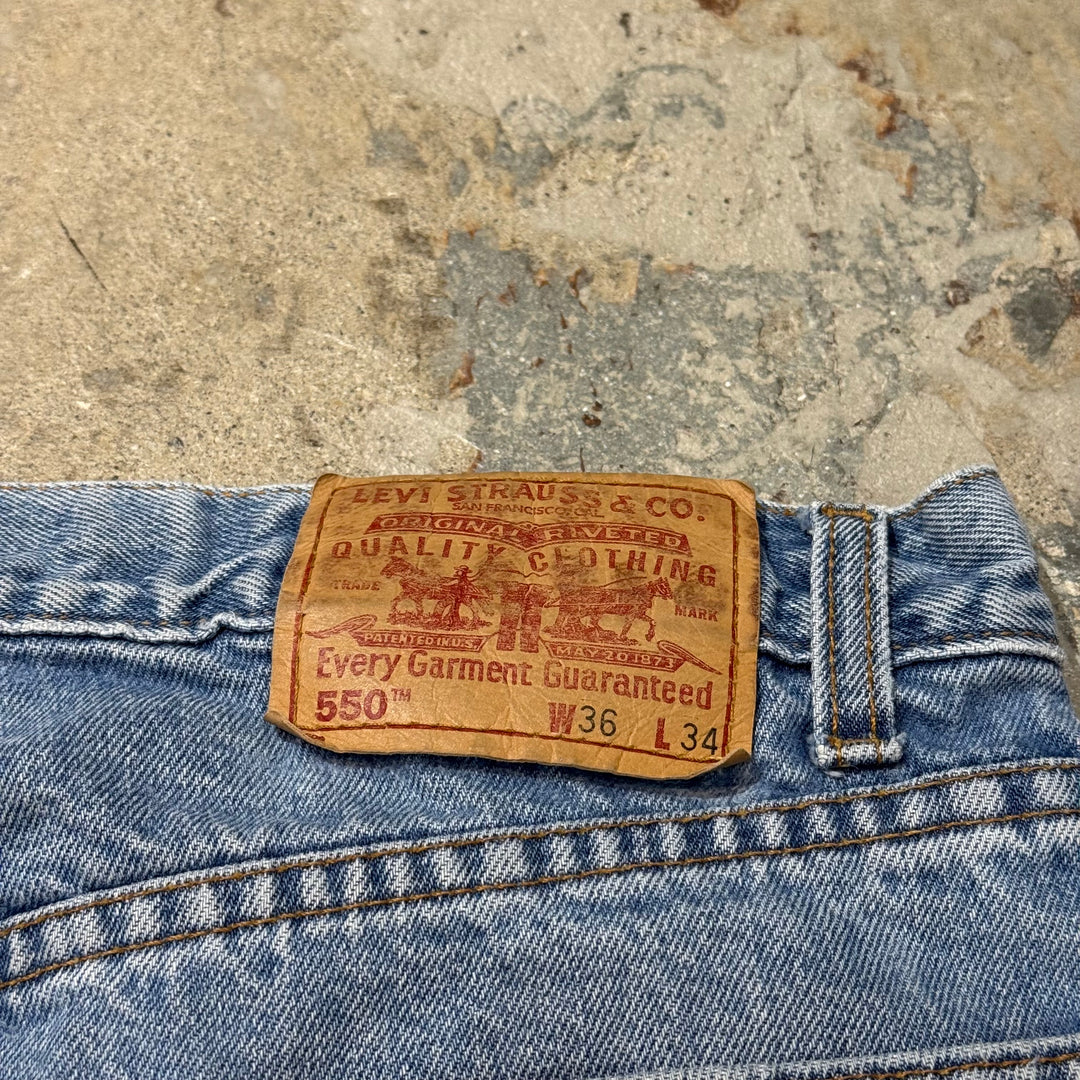 LEVI STRAUSS & CO.
SAN FRANCISCO, CAL.
ORIGINAL RIVETED
QUALITY CLOTHING
TRADE MARK
PATENTED IN U.S. MAY 20 1873
Every Garment Guaranteed
550™ W36 L34